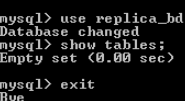 mysql> use replica_bd
Database changed
mysql> show tables;
Empty set (0.00 sec)
mysql> exit
Bye